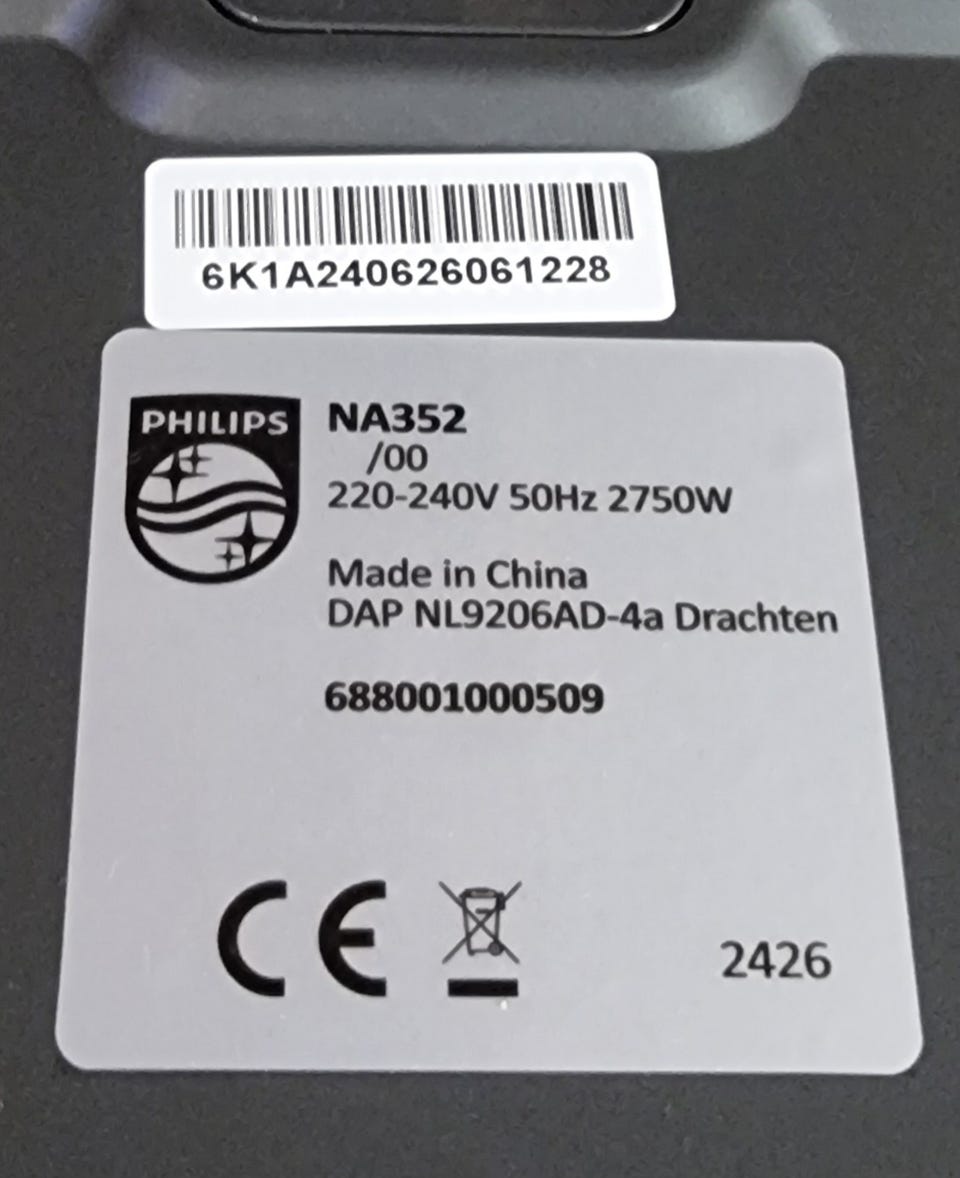 6K1A240626061228
PHILIPS
NA352
/00
220-240V 50Hz 2750W
Made in China
DAP NL9206AD-4a Drachten
688001000509
CE
2426